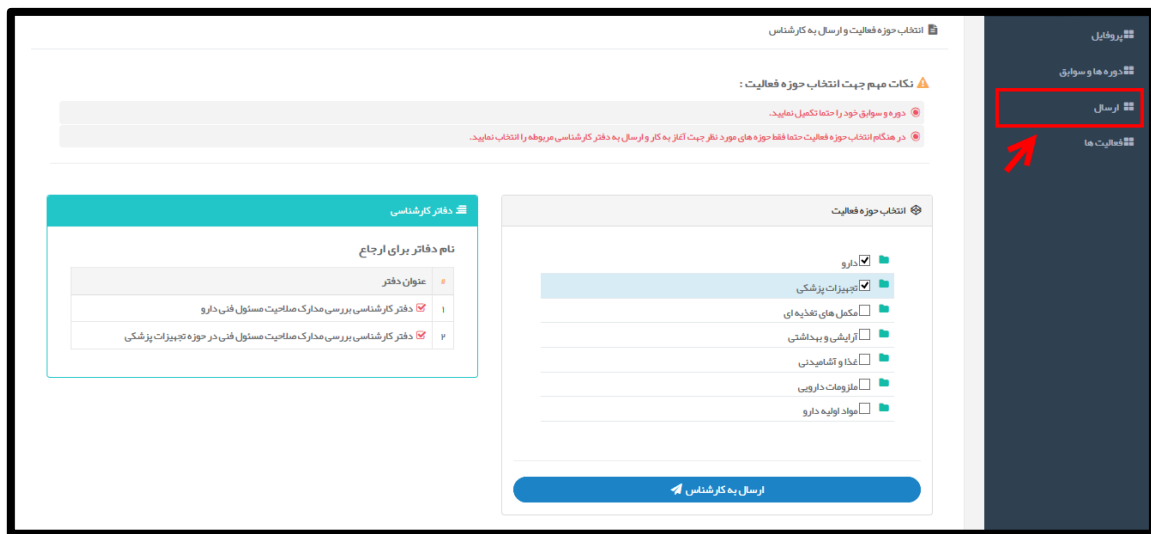 پروفایل
دوره ها و سوابق
ارسال
فعالیت ها
انتخاب حوزه فعالیت و ارسال به کارشناس
نکات مهم جهت انتخاب حوزه فعالیت :
دوره و سوابق خود را حتما تکمیل نمایید.
در هنگام انتخاب حوزه فعالیت حتما فقط حوزه های مورد نظر جهت آغاز به کار و ارسال به دفتر کارشناسی مربوطه را انتخاب نمایید.
انتخاب حوزه فعالیت
دارو
تجهیزات پزشکی
مکمل های تغذیه ای
آرایشی و بهداشتی
غذا و آشامیدنی
ملزومات دارویی
مواد اولیه دارو
ارسال به کارشناس
دفاتر کارشناسی
نام دفاتر برای ارجاع
# عنوان دفتر
۱ دفتر کارشناسی بررسی مدارک صلاحیت مسئول فنی دارو
۲ دفتر کارشناسی بررسی مدارک صلاحیت مسئول فنی در حوزه تجهیزات پزشکی